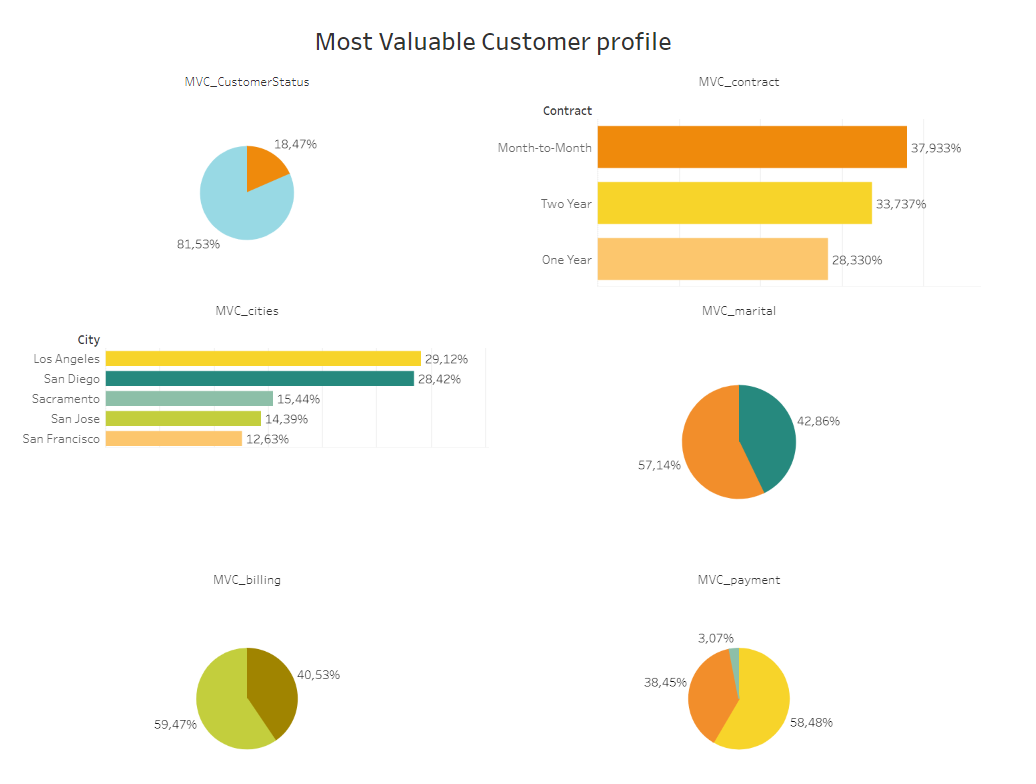 Most Valuable Customer profile
MVC_CustomerStatus
18,47%
81,53%
MVC_contract
Contract
Month-to-Month 37,933%
Two Year 33,737%
One Year 28,330%
MVC_cities
City
Los Angeles 29,12%
San Diego 28,42%
Sacramento 15,44%
San Jose 14,39%
San Francisco 12,63%
MVC_marital
42,86%
57,14%
MVC_billing
40,53%
59,47%
MVC_payment
3,07%
38,45%
58,48%